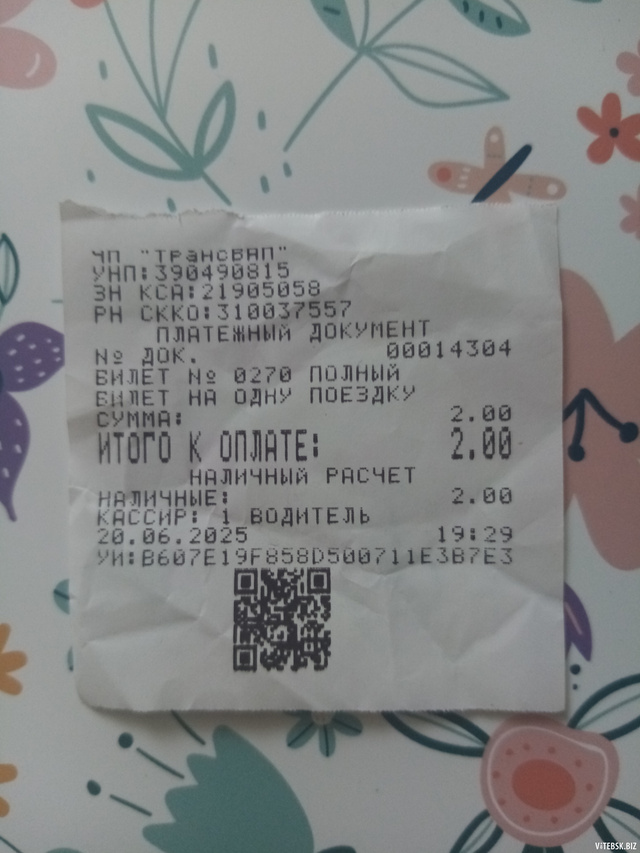 ЧП "ТРАНСВАП"
УНП:390490815
ЗН КСА:21905058
РН СККО:310037557
ПЛАТЕЖНЫЙ ДОКУМЕНТ
№ ДОК. 00014304
БИЛЕТ № 0270 ПОЛНЫЙ
БИЛЕТ НА ОДНУ ПОЕЗДКУ
СУММА: 2.00
ИТОГО К ОПЛАТЕ: 2.00
НАЛИЧНЫЙ РАСЧЕТ
НАЛИЧНЫЕ: 2.00
КАССИР: 1 ВОДИТЕЛЬ
20.06.2025 19:29
УИ:B607E19F858D500711E3B7E3
ViTEBSK.BIZ